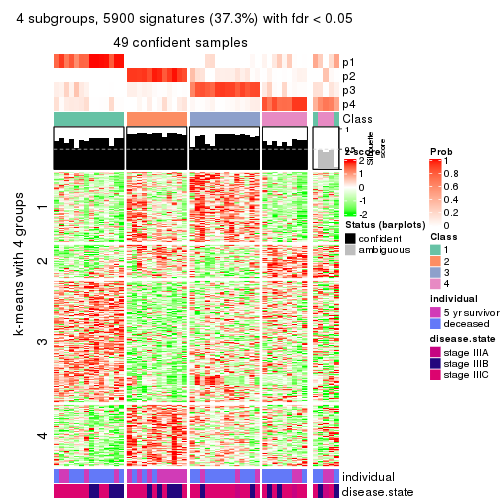 4 subgroups, 5900 signatures (37.3%) with fdr < 0.05
49 confident samples
p1
p2
p3
p4
Class
1
0.5
Silhouette
score
z-score
2
1
0
-1
-2
Status (barplots)
confident
ambiguous
Prob
1
0.8
0.6
0.4
0.2
0
Class
1
2
3
4
individual
5 yr survivor
deceased
disease.state
stage IIIA
stage IIIB
stage IIIC
k-means with 4 groups
1
2
3
4
individual
disease.state